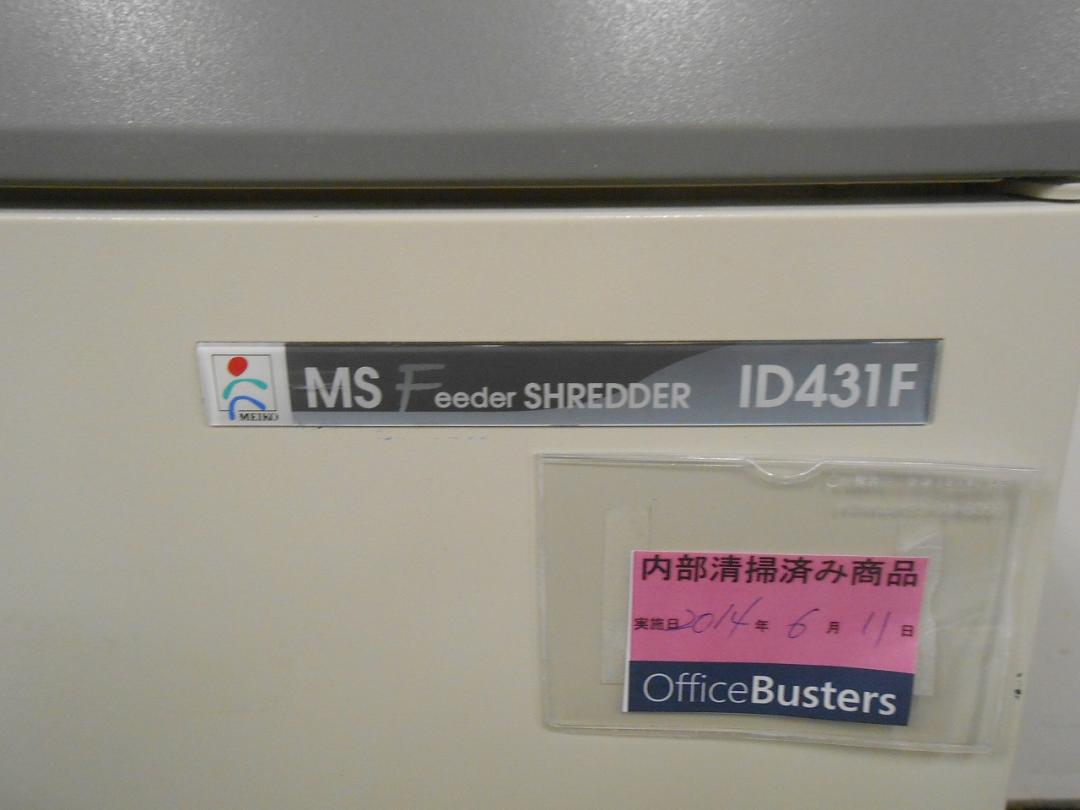 MEIKO
MS Feeder SHREDDER ID431F
内部清掃済み商品
実施日 2014 年 6 月 11 日
OfficeBusters